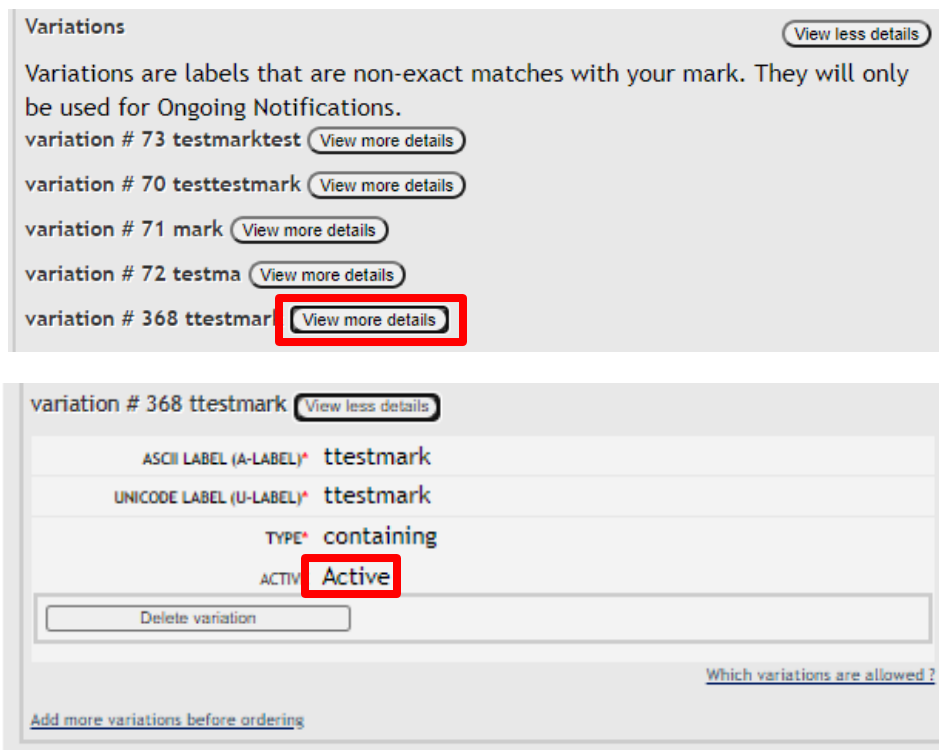 Variations
View less details
Variations are labels that are non-exact matches with your mark. They will only
be used for Ongoing Notifications.
variation # 73 testmarktest View more details
variation # 70 testtestmark View more details
variation # 71 mark View more details
variation # 72 testma View more details
variation # 368 ttestmark View more details
variation # 368 ttestmark View less details
ASCII LABEL (A-LABEL)* ttestmark
UNICODE LABEL (U-LABEL)* ttestmark
TYPE* containing
ACTIV Active
Delete variation
Which variations are allowed ?
Add more variations before ordering